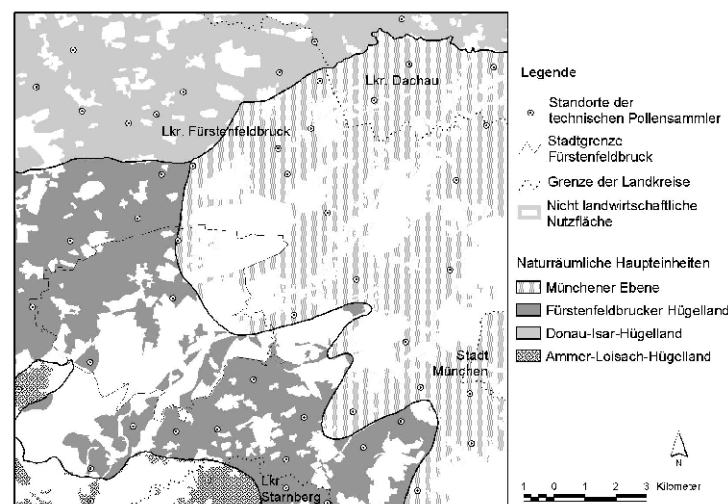 Lkr. Dachau
Lkr. Fürstenfeldbruck
Stadt
München
Lkr.
Starnberg
Legende
Standorte der
technischen Pollensammler
Stadtgrenze
Fürstenfeldbruck
Grenze der Landkreise
Nicht landwirtschaftliche
Nutzfläche
Naturräumliche Haupteinheiten
Münchener Ebene
Fürstenfeldbrucker Hügelland
Donau-Isar-Hügelland
Ammer-Loisach-Hügelland
N
1 0 1 2 3 Kilometer